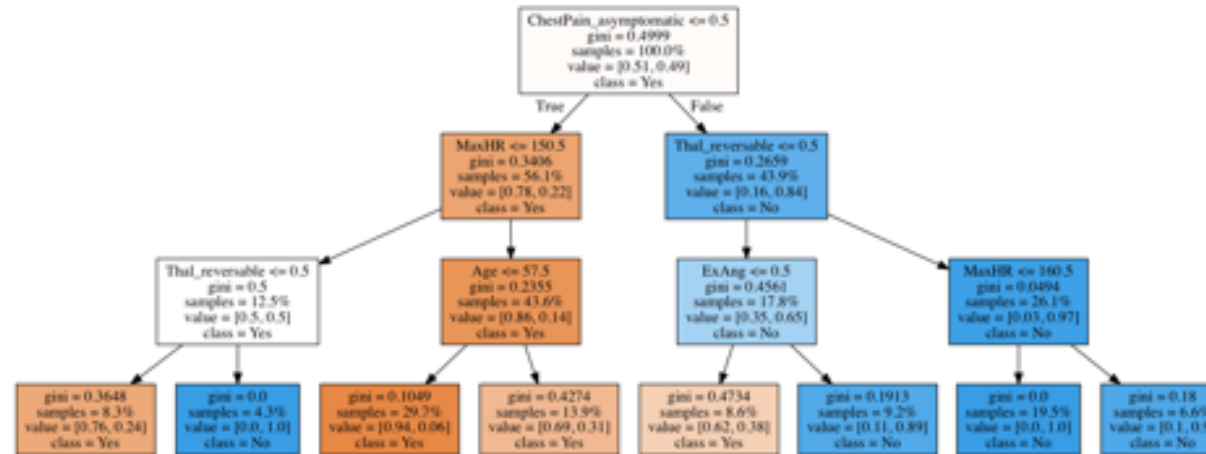 ChestPain_asymptomatic <= 0.5
gini = 0.4999
samples = 100.0%
value = [0.51, 0.49]
class = Yes
True
False
MaxHR <= 150.5
gini = 0.3406
samples = 56.1%
value = [0.78, 0.22]
class = Yes
Thal_reversable <= 0.5
gini = 0.2659
samples = 43.9%
value = [0.16, 0.84]
class = No
Thal_reversable <= 0.5
gini = 0.5
samples = 12.5%
value = [0.5, 0.5]
class = Yes
Age <= 57.5
gini = 0.2355
samples = 43.6%
value = [0.86, 0.14]
class = Yes
ExAng <= 0.5
gini = 0.4561
samples = 17.8%
value = [0.35, 0.65]
class = No
MaxHR <= 160.5
gini = 0.0494
samples = 26.1%
value = [0.03, 0.97]
class = No
gini = 0.3648
samples = 8.3%
value = [0.76, 0.24]
class = Yes
gini = 0.0
samples = 4.3%
value = [0.0, 1.0]
class = No
gini = 0.1049
samples = 29.7%
value = [0.94, 0.06]
class = Yes
gini = 0.4274
samples = 13.9%
value = [0.69, 0.31]
class = Yes
gini = 0.4734
samples = 8.6%
value = [0.62, 0.38]
class = Yes
gini = 0.1913
samples = 9.2%
value = [0.11, 0.89]
class = No
gini = 0.0
samples = 19.5%
value = [0.0, 1.0]
class = No
gini = 0.18
samples = 6.6%
value = [0.1,
class = No